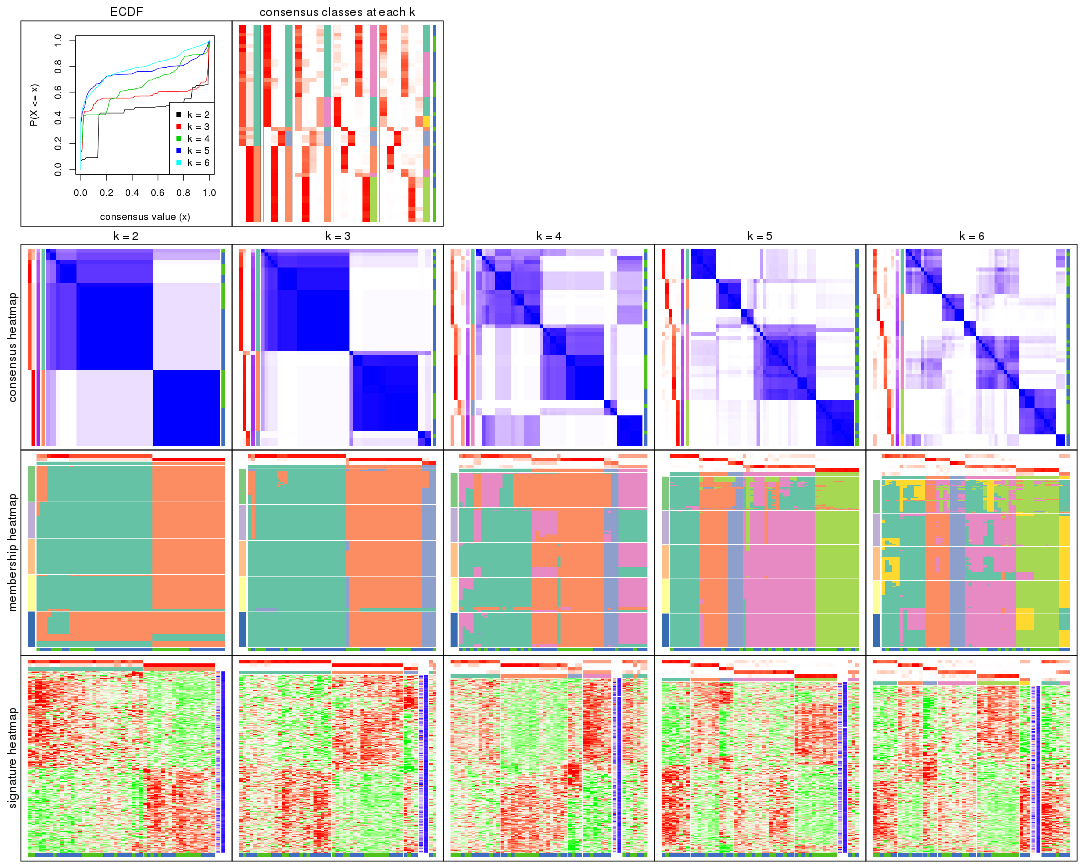 ECDF
consensus classes at each k
P(X <= x)
1.0
0.8
0.6
0.4
0.2
0.0
k = 2
k = 3
k = 4
k = 5
k = 6
0.0 0.2 0.4 0.6 0.8 1.0
consensus value (x)
k = 2 k = 3 k = 4 k = 5 k = 6
consensus heatmap
membership heatmap
signature heatmap